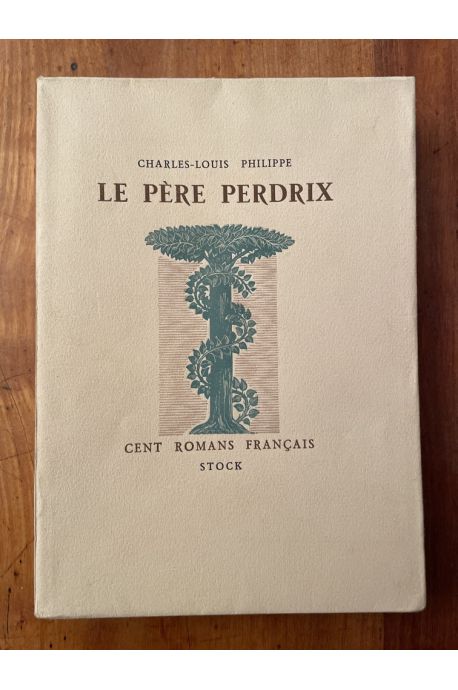 CHARLES-LOUIS PHILIPPE
LE PÈRE PERDRIX
CENT ROMANS FRANÇAIS
STOCK